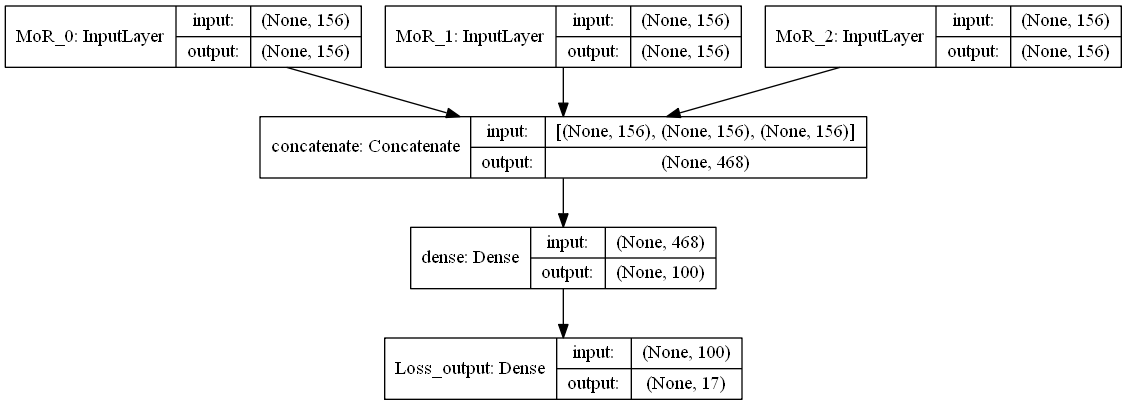 MoR_0: InputLayer
input:
(None, 156)
output:
(None, 156)
MoR_1: InputLayer
input:
(None, 156)
output:
(None, 156)
MoR_2: InputLayer
input:
(None, 156)
output:
(None, 156)
concatenate: Concatenate
input:
[(None, 156), (None, 156), (None, 156)]
output:
(None, 468)
dense: Dense
input:
(None, 468)
output:
(None, 100)
Loss_output: Dense
input:
(None, 100)
output:
(None, 17)